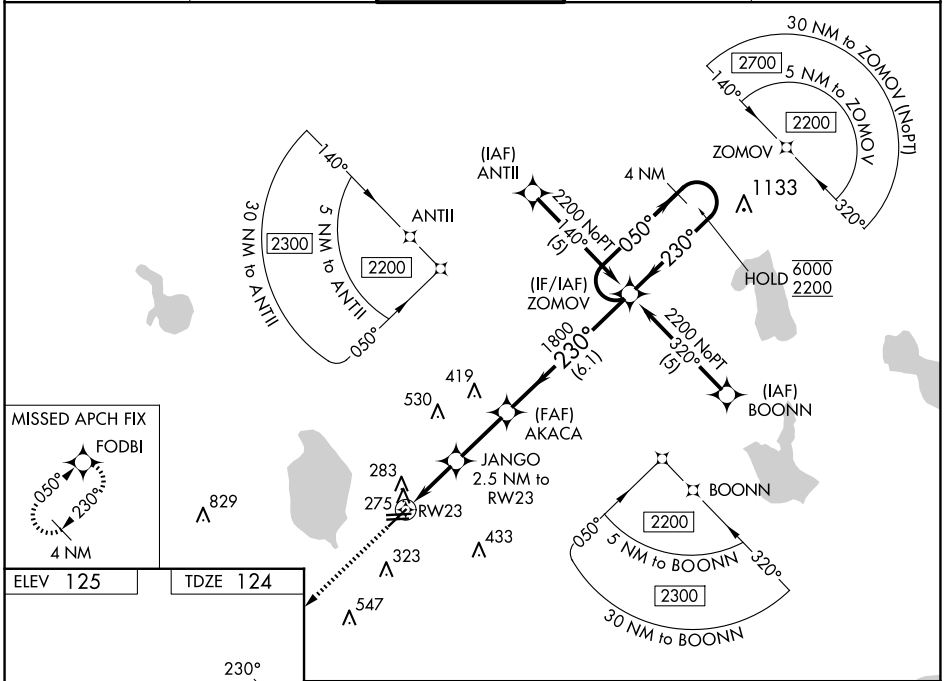 30 NM to ZOMOV (NoPT)
2700
5 NM to ZOMOV
140°
2200
ZOMOV
320°
1133
(IAF)
ANTII
4 NM
2200 NoPT
140°
(5)
050°
230°
HOLD 6000
2200
(IF/IAF)
ZOMOV
140°
ANTII
30 NM to ANTII
2300
5 NM to ANTII
2200
050°
1800
230°
(6.1)
2200 NoPT
320°
(5)
(IAF)
BOONN
419
530
(FAF)
AKACA
JANGO
2.5 NM to
RW23
283
275
RW23
829
433
323
547
BOONN
2200
050°
5 NM to BOONN
320°
2300
30 NM to BOONN
MISSED APCH FIX
FODBI
050°
230°
4 NM
ELEV 125
TDZE 124
230°